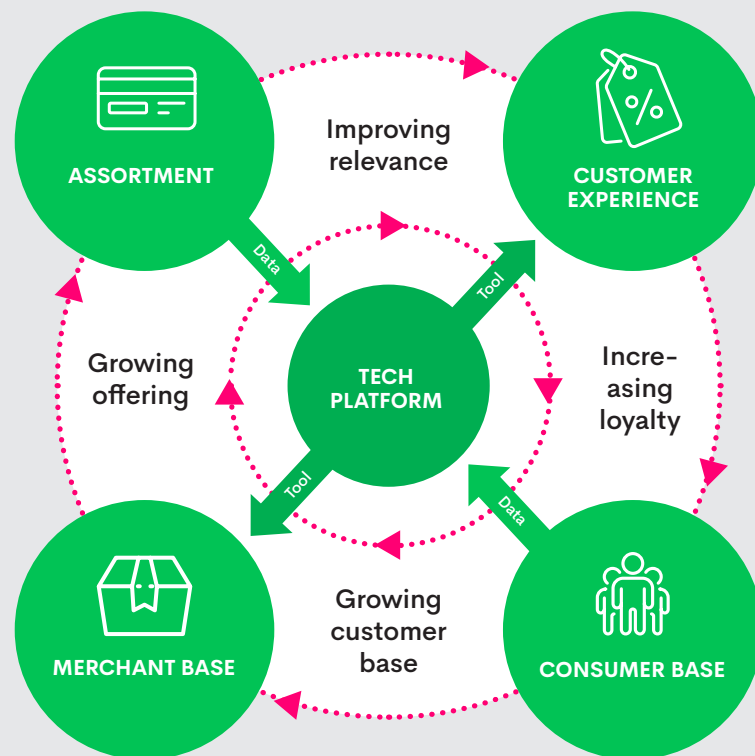 Improving
relevance
ASSORTMENT
CUSTOMER
EXPERIENCE
Data
Tool
Growing
offering
TECH
PLATFORM
Incre-
asing
loyalty
Tool
Data
Growing
customer
base
MERCHANT BASE
CONSUMER BASE